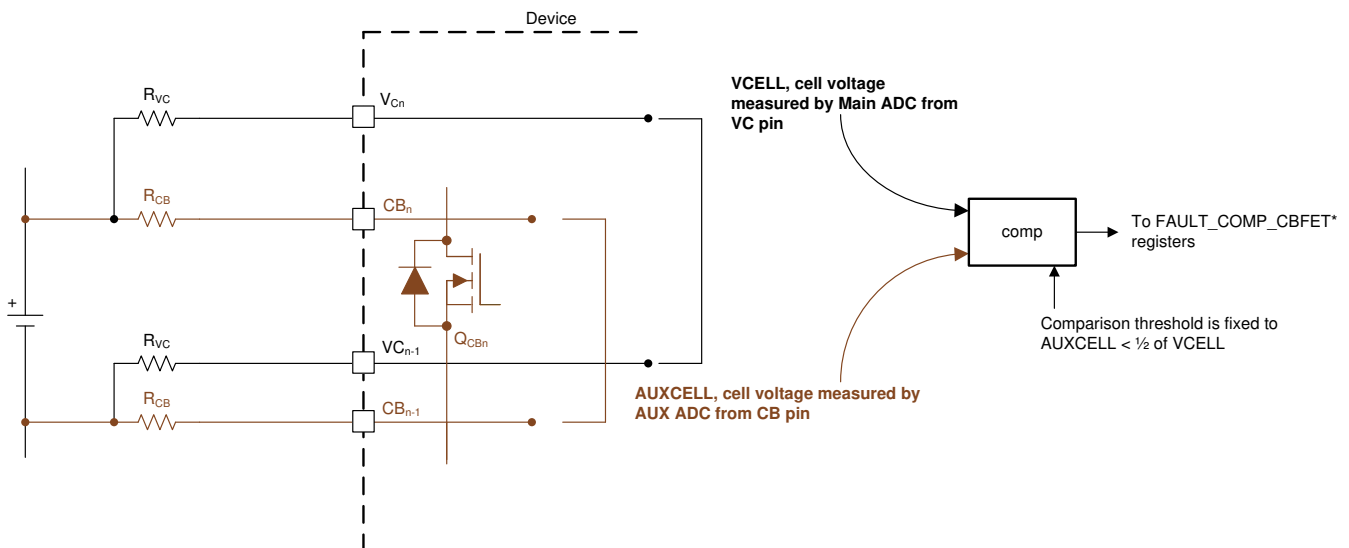 Device
VCELL, cell voltage
measured by Main ADC from
VC pin
RVC
VCn
RCB
CBn
comp
To FAULT_COMP_CBFET*
registers
+
QCBn
Comparison threshold is fixed to
AUXCELL < ½ of VCELL
RVC
VCn-1
AUXCELL, cell voltage measured by
AUX ADC from CB pin
RCB
CBn-1